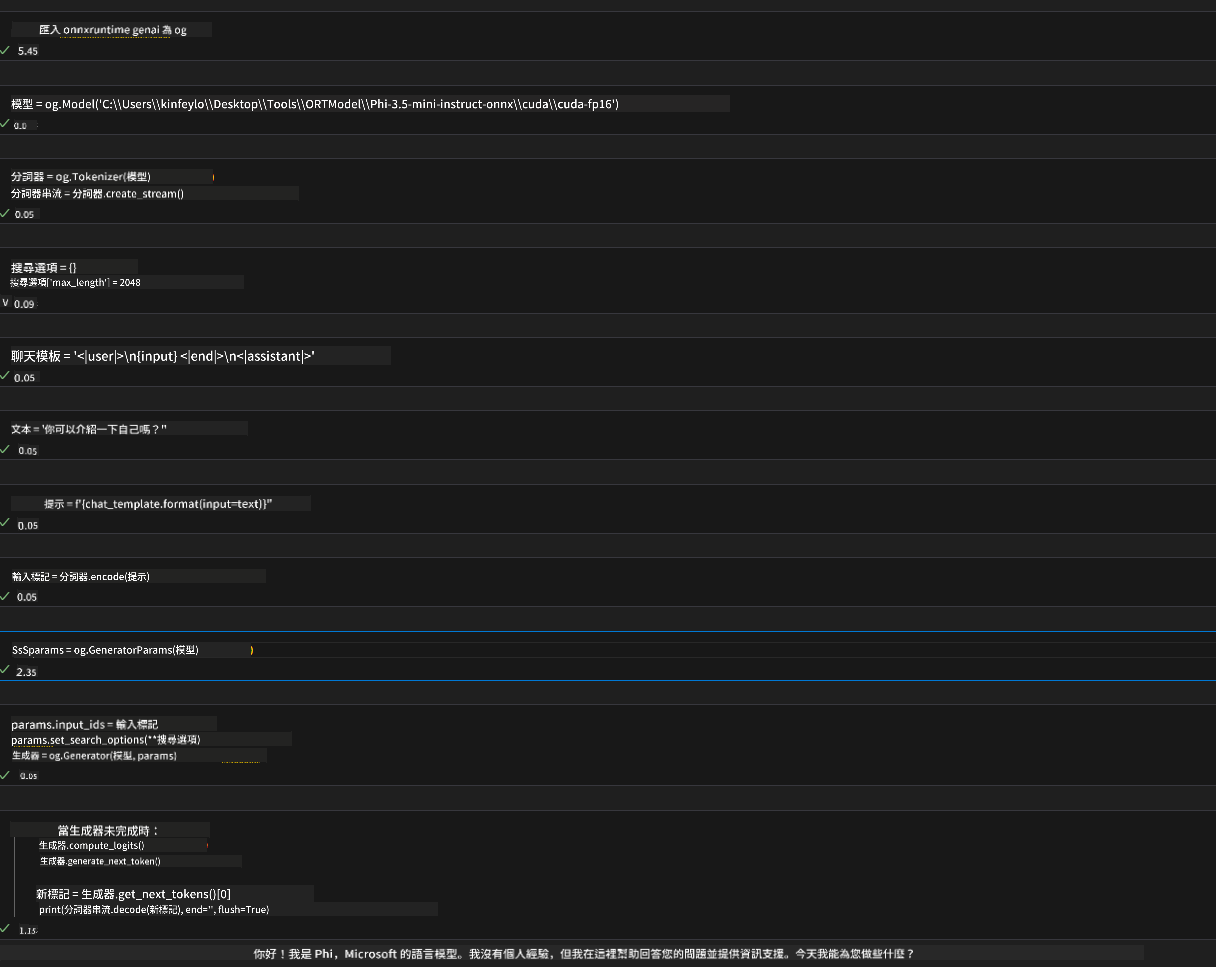 匯入 onnxruntime genai 為 og
5.45
模型 = og.Model('C:\\Users\\kinfeylo\\Desktop\\Tools\\ORTModel\\Phi-3.5-mini-instruct-onnx\\cuda\\cuda-fp16')
0.0
分詞器 = og.Tokenizer(模型)
分詞器串流 = 分詞器.create_stream()
0.05
搜尋選項 = {}
搜尋選項['max_length'] = 2048
V 0.09
聊天模板 = '<|user|>\n{input} <|end|>\n<|assistant|>'
0.05
文本 = '你可以介紹一下自己嗎？"
0.05
提示 = f'{chat_template.format(input=text)}"
0.05
輸入標記 = 分詞器.encode(提示)
0.05
SsSparams = og.GeneratorParams(模型) )
2.35
params.input_ids = 輸入標記
params.set_search_options(**搜尋選項)
生成器 = og.Generator(模型, params)
0.05
當生成器未完成時：
生成器.compute_logits()
生成器.generate_next_token()
新標記 = 生成器.get_next_tokens()[0]
print(分詞器串流.decode(新標記), end='', flush=True)
1.15
你好！我是 Phi，Microsoft 的語言模型。我沒有個人經驗，但我在這裡幫助回答您的問題並提供資訊支援。今天我能為您做些什麼？